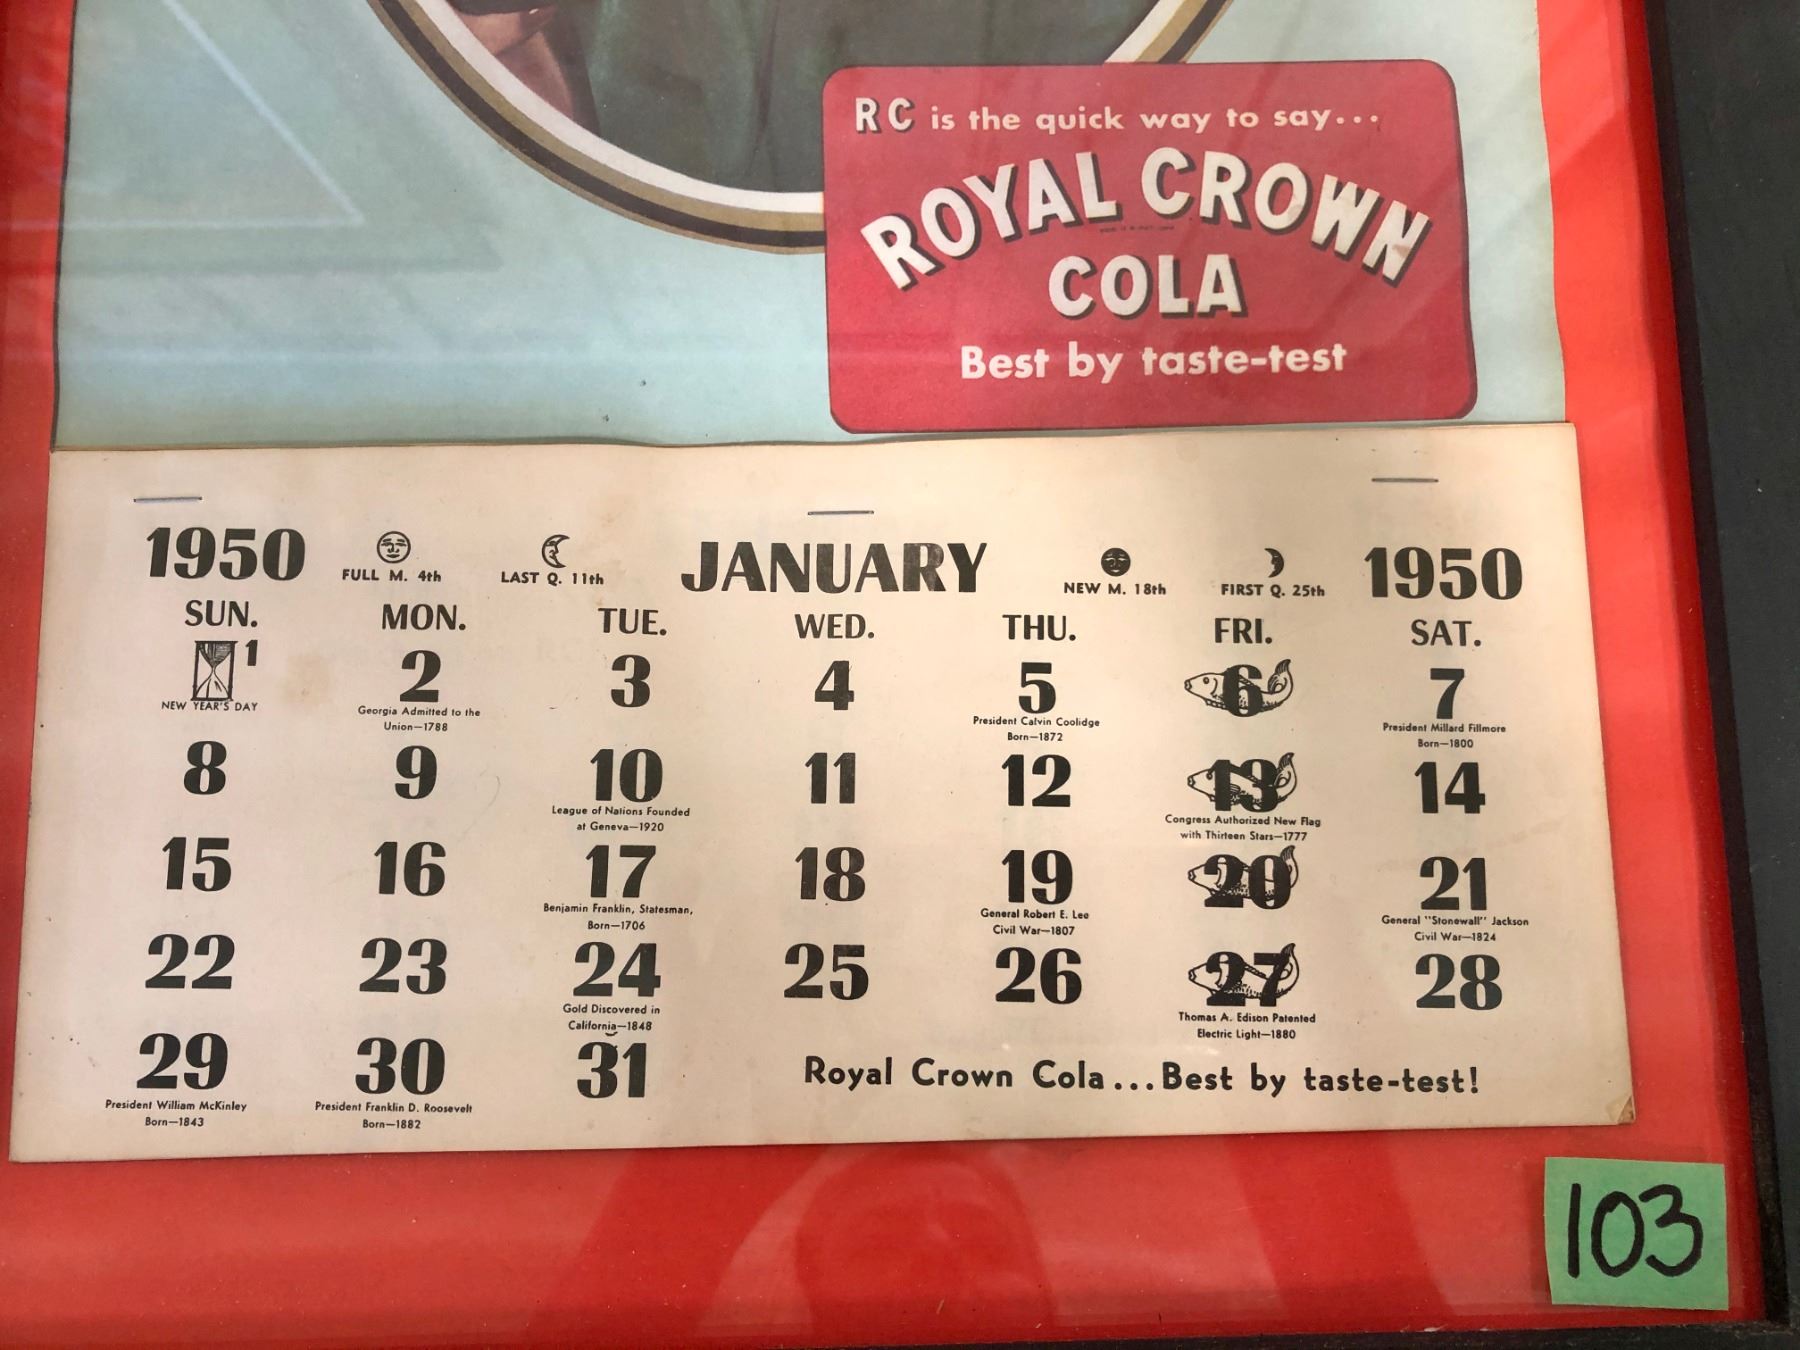 RC is the quick way to say...
ROYAL CROWN
COLA
Best by taste-test
1950 FULL M. 4th LAST Q. 11th JANUARY NEW M. 18th FIRST Q. 25th 1950
SUN. MON. TUE. WED. THU. FRI. SAT.
1 2 3 4 5 6 7
NEW YEAR'S DAY
Georgia Admitted to the
Union—1788
President Calvin Coolidge
Born—1872
President Millard Fillmore
Born—1800
8 9 10 11 12 13 14
League of Nations Founded
at Geneva—1920
Congress Authorized New Flag
with Thirteen Stars—1777
15 16 17 18 19 20 21
Benjamin Franklin, Statesman,
Born—1706
General Robert E. Lee
Civil War—1807
General "Stonewall" Jackson
Civil War—1824
22 23 24 25 26 27 28
Gold Discovered in
California—1848
Thomas A. Edison Patented
Electric Light—1880
29 30 31
President William McKinley
Born—1843
President Franklin D. Roosevelt
Born—1882
Royal Crown Cola...Best by taste-test!
103